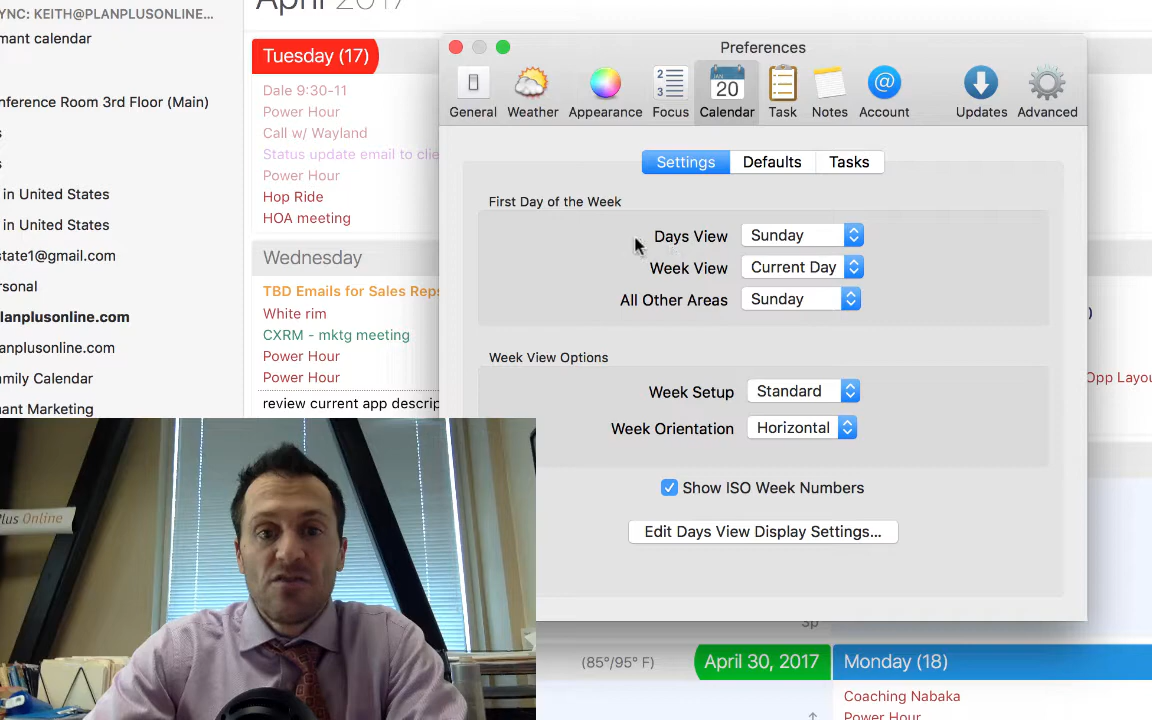 April 2017
YNC: KEITH@PLANPLUSONLINE...
mant calendar
nference Room 3rd Floor (Main)
s
s
in United States
in United States
state1@gmail.com
rsonal
lanplusonline.com
anplusonline.com
amily Calendar
ant Marketing
Tuesday (17)
Dale 9:30-11
Power Hour
Call w/ Wayland
Status update email to clie
Power Hour
Hop Ride
HOA meeting
Wednesday
TBD Emails for Sales Reps
White rim
CXRM - mktg meeting
Power Hour
Power Hour
review current app descrip
Preferences
General
Weather
Appearance
2
3
Focus
JAN
20
Calendar
Task
Notes
@
Account
Updates
Advanced
Settings
Defaults
Tasks
First Day of the Week
Days View Sunday
Week View Current Day
All Other Areas Sunday
Week View Options
Week Setup Standard
Week Orientation Horizontal
Show ISO Week Numbers
Edit Days View Display Settings...
)
Opp Layou
Plus Online
(85°/95° F)
April 30, 2017
Monday (18)
Coaching Nabaka
Power Hour